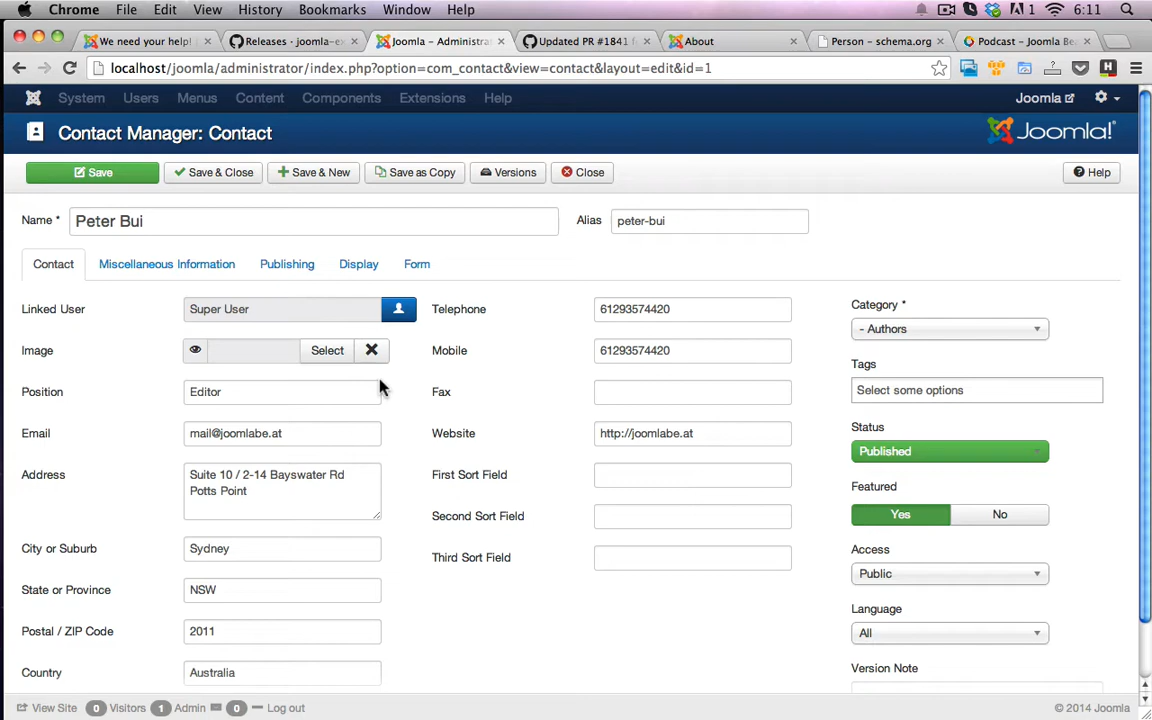 Chrome File Edit View History Bookmarks Window Help 1 6:11
We need your help! Releases · joomla-ex Joomla – Administra Updated PR #1841 f About Person - schema.org Podcast – Joomla Be
localhost/joomla/administrator/index.php?option=com_contact&view=contact&layout=edit&id=1
System Users Menus Content Components Extensions Help Joomla
Contact Manager: Contact Joomla!
Save Save & Close Save & New Save as Copy Versions Close Help
Name * Peter Bui Alias peter-bui
Contact Miscellaneous Information Publishing Display Form
Linked User Super User Telephone 61293574420 Category *
- Authors
Image Select Mobile 61293574420
Tags
Position Editor Fax Select some options
Status
Email mail@joomlabe.at Website http://joomlabe.at Published
Address Suite 10 / 2-14 Bayswater Rd First Sort Field
Potts Point Featured
Second Sort Field Yes No
City or Suburb Sydney Third Sort Field Access
Public
State or Province NSW
Language
Postal / ZIP Code 2011 All
Country Australia Version Note
View Site 0 Visitors 1 Admin 0 Log out © 2014 Joomla